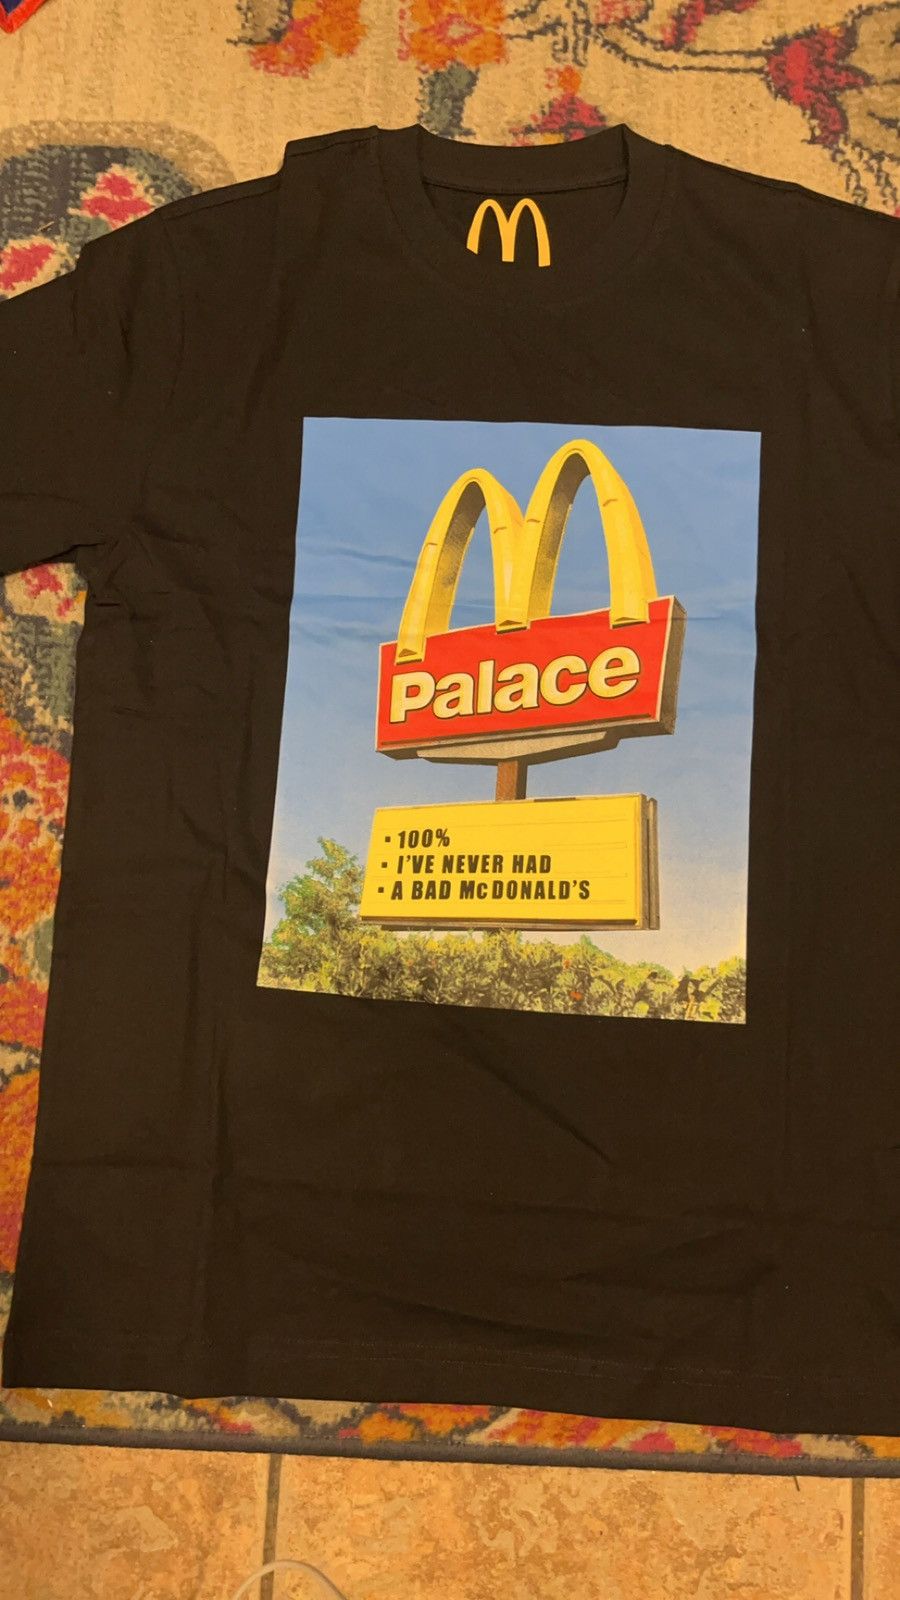 Palace
▪ 100%
▪ I'VE NEVER HAD
▪ A BAD McDONALD'S